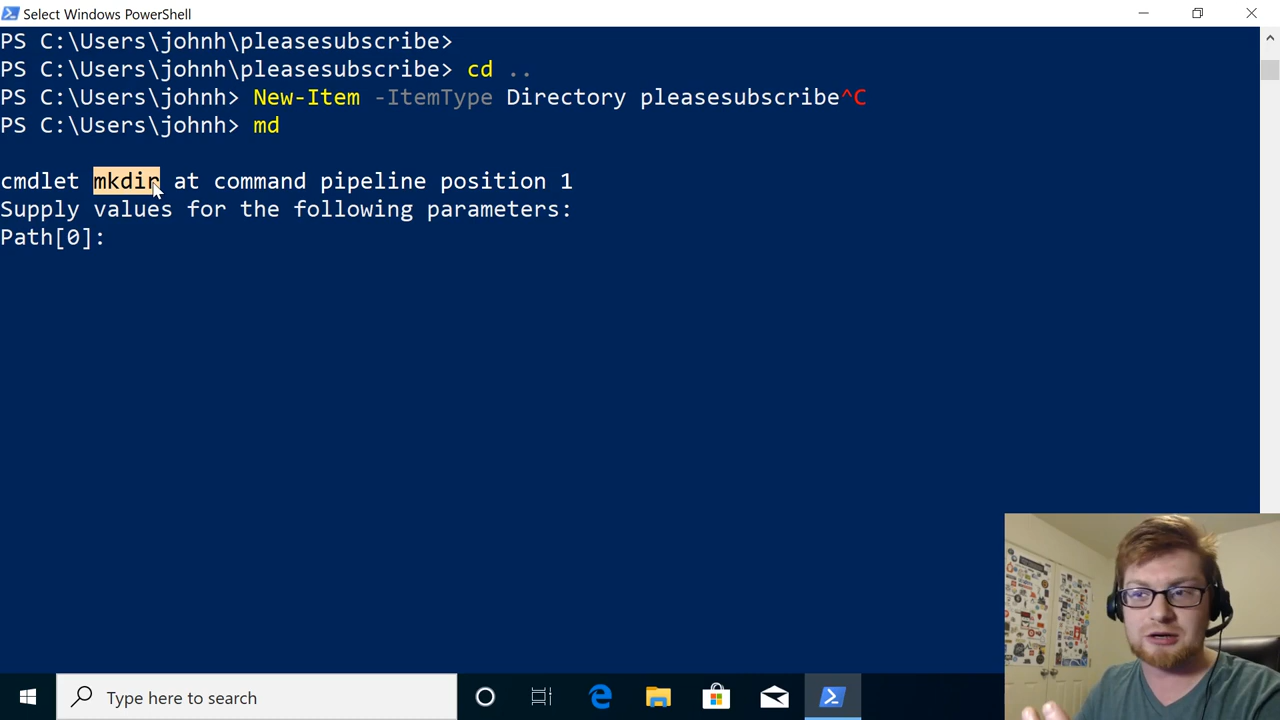 Select Windows PowerShell
PS C:\Users\johnh\pleasesubscribe>
PS C:\Users\johnh\pleasesubscribe> cd ..
PS C:\Users\johnh> New-Item -ItemType Directory pleasesubscribe^C
PS C:\Users\johnh> md
cmdlet mkdir at command pipeline position 1
Supply values for the following parameters:
Path[0]:
Type here to search